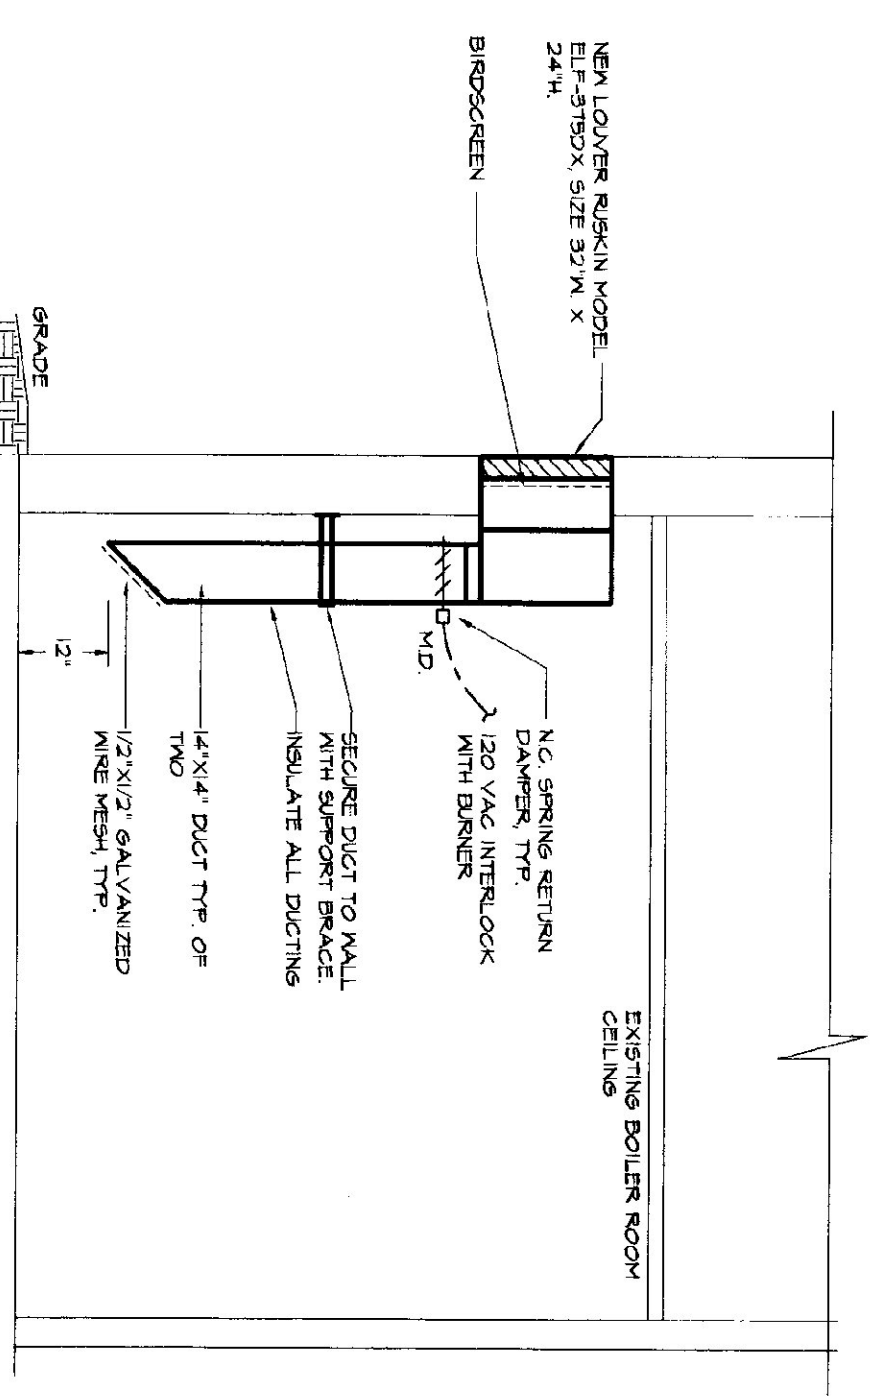 NEW LOUVER RUSKIN MODEL
ELF-375DX, SIZE 32"W. X
24"H.
BIRDSCREEN
GRADE
EXISTING BOILER ROOM
CEILING
N.C. SPRING RETURN
DAMPER, TYP.
120 VAC INTERLOCK
WITH BURNER
M.D.
SECURE DUCT TO WALL
WITH SUPPORT BRACE.
INSULATE ALL DUCTING
14"X14" DUCT TYP. OF
TWO
1/2"X1/2" GALVANIZED
WIRE MESH, TYP.
12"